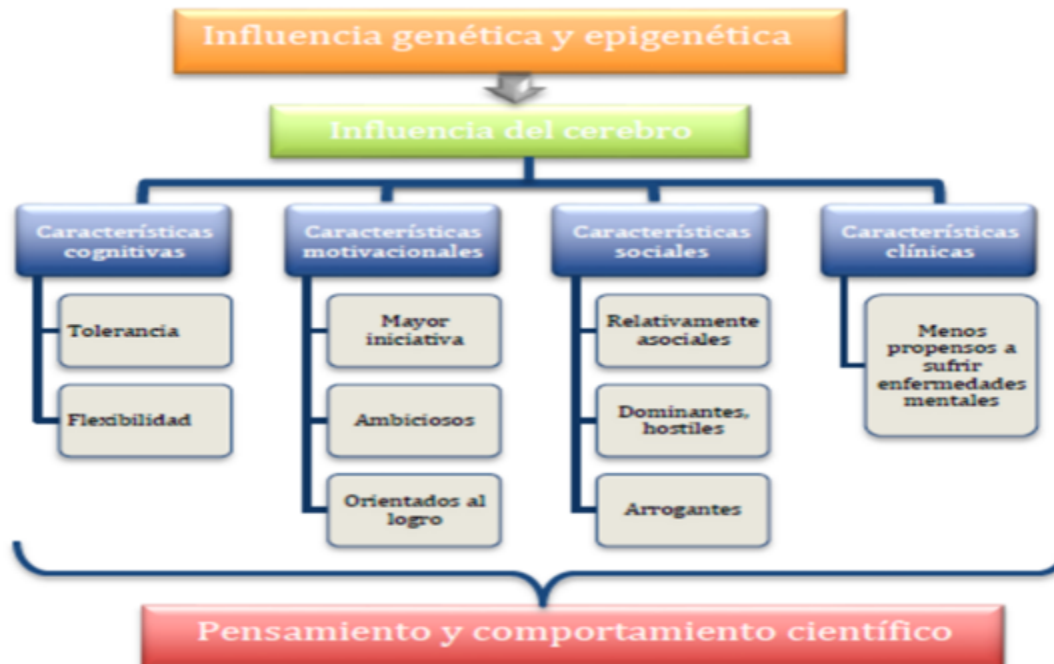 Influencia genética y epigenética
Influencia del cerebro
Características
cognitivas
Tolerancia
Flexibilidad
Características
motivacionales
Mayor
iniciativa
Ambiciosos
Orientados al
logro
Características
sociales
Relativamente
asociales
Dominantes,
hostiles
Arrogantes
Características
clínicas
Menos
propensos a
sufrir
enfermedades
mentales
Pensamiento y comportamiento científico